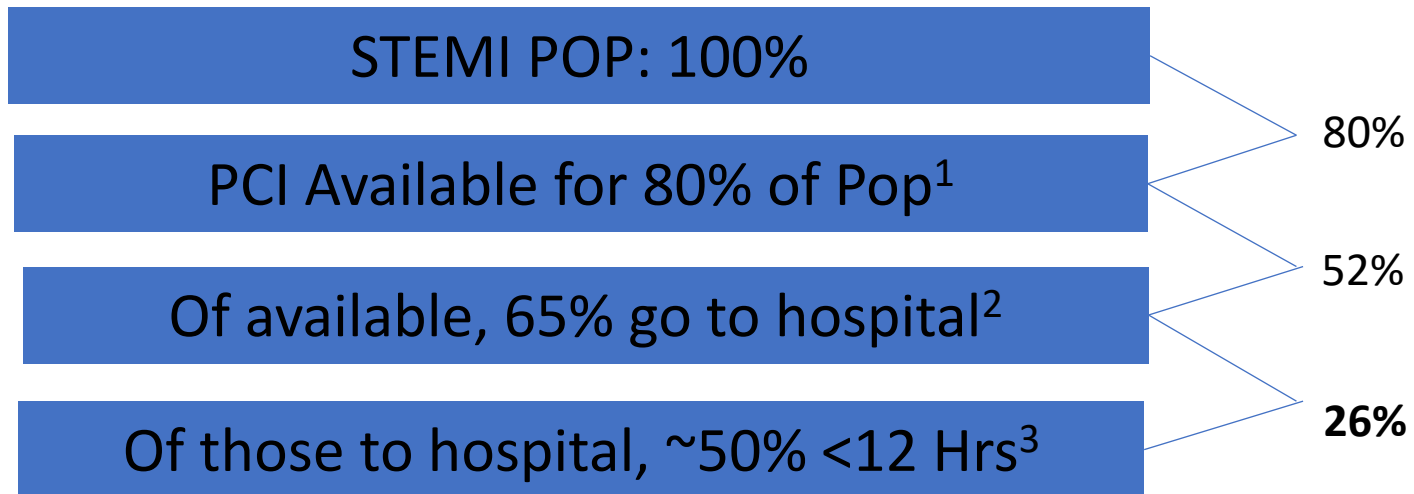 STEMI POP: 100%
80%
PCI Available for 80% of Pop¹
52%
Of available, 65% go to hospital²
26%
Of those to hospital, ~50% <12 Hrs³